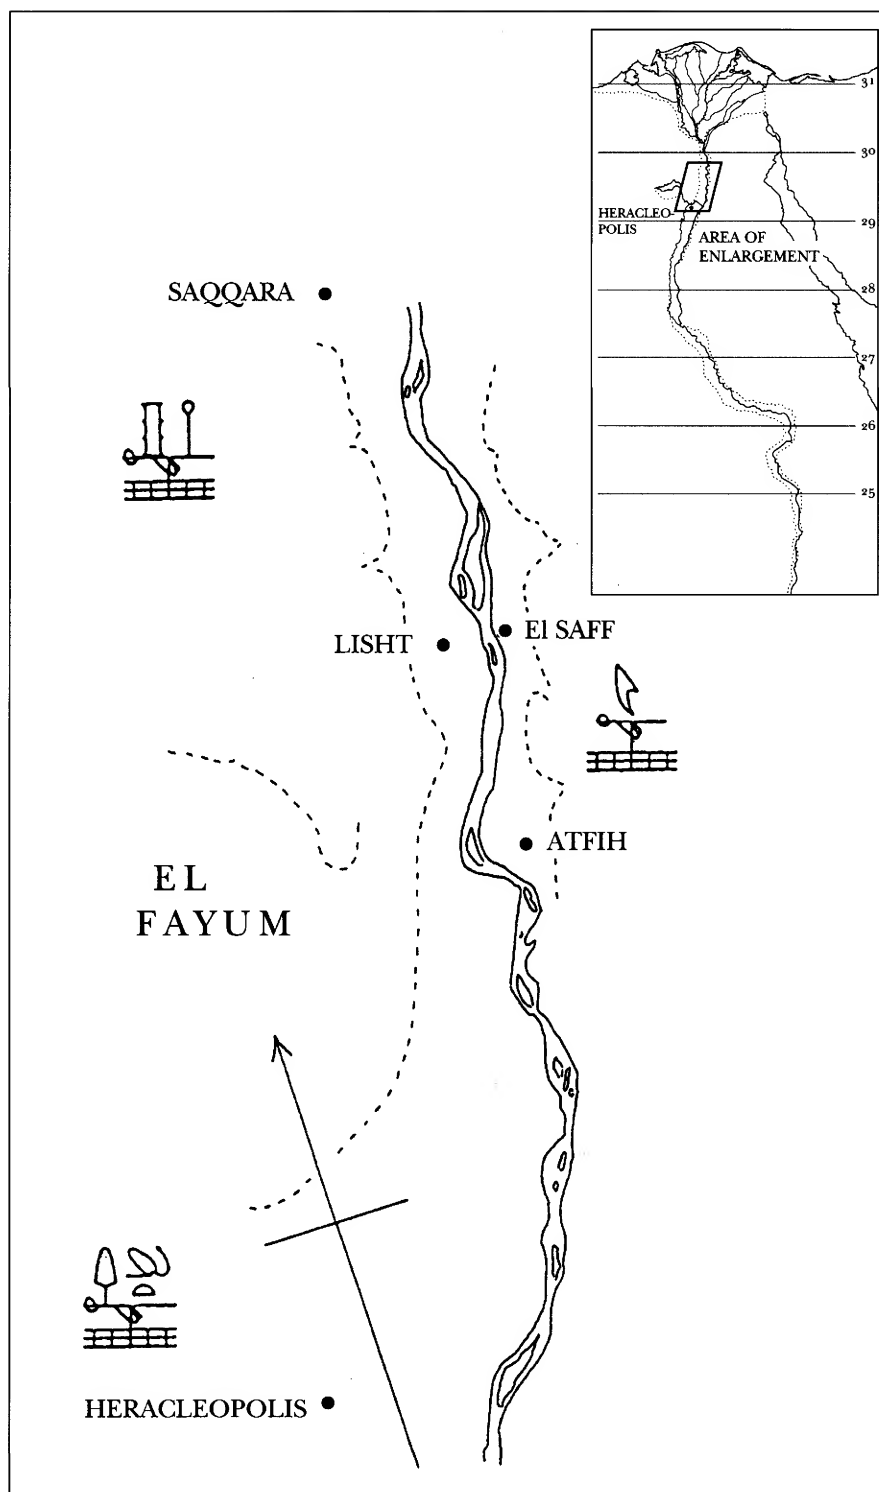 31
30
HERACLEO-
POLIS
29
AREA OF
ENLARGEMENT
28
27
26
25
SAQQARA
LISHT
El SAFF
ATFIH
EL
FAYUM
HERACLEOPOLIS